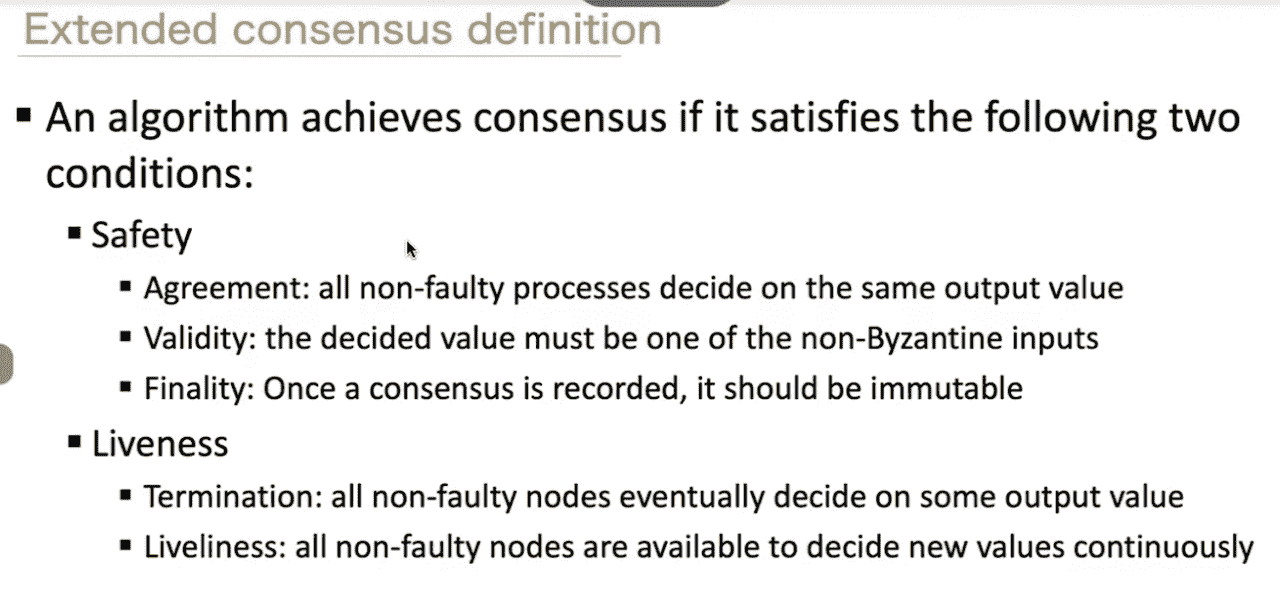 Extended consensus definition
▪ An algorithm achieves consensus if it satisfies the following two
conditions:
▪ Safety
▪ Agreement: all non-faulty processes decide on the same output value
▪ Validity: the decided value must be one of the non-Byzantine inputs
▪ Finality: Once a consensus is recorded, it should be immutable
▪ Liveness
▪ Termination: all non-faulty nodes eventually decide on some output value
▪ Liveliness: all non-faulty nodes are available to decide new values continuously